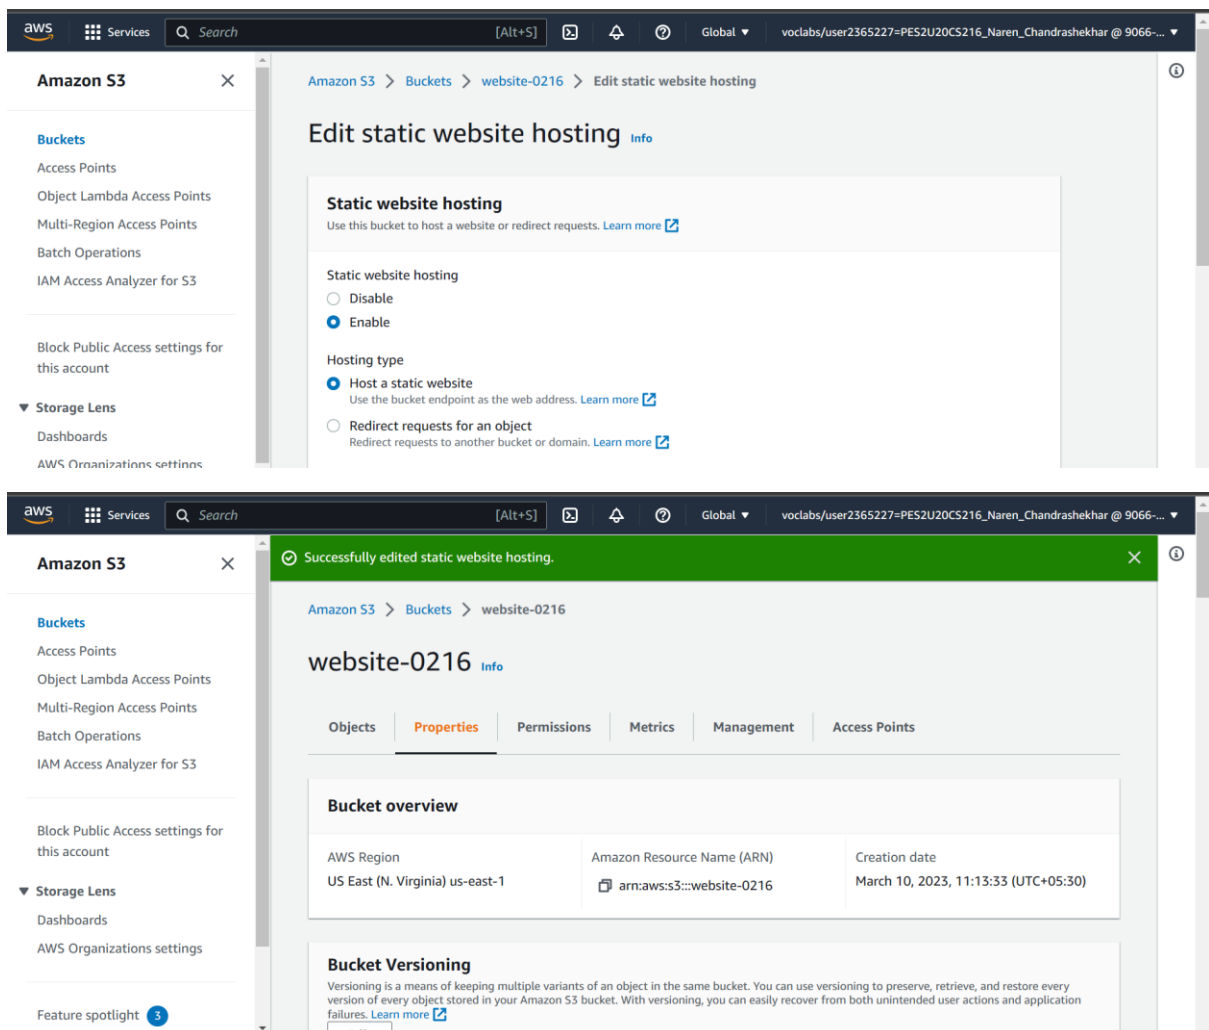 aws Services Search [Alt+S] Global ▼ voclabs/user2365227=PES2U20CS216_Naren_Chandrashekhar @ 9066-... ▼
Amazon S3
Amazon S3 > Buckets > website-0216 > Edit static website hosting
Edit static website hosting Info
Buckets
Access Points
Object Lambda Access Points
Multi-Region Access Points
Batch Operations
IAM Access Analyzer for S3
Block Public Access settings for
this account
▼ Storage Lens
Dashboards
AWS Organizations settings
Static website hosting
Use this bucket to host a website or redirect requests. Learn more
Static website hosting
Disable
Enable
Hosting type
Host a static website
Use the bucket endpoint as the web address. Learn more
Redirect requests for an object
Redirect requests to another bucket or domain. Learn more
aws Services Search [Alt+S] Global ▼ voclabs/user2365227=PES2U20CS216_Naren_Chandrashekhar @ 9066-... ▼
Amazon S3
Successfully edited static website hosting.
Buckets
Access Points
Object Lambda Access Points
Multi-Region Access Points
Batch Operations
IAM Access Analyzer for S3
Block Public Access settings for
this account
▼ Storage Lens
Dashboards
AWS Organizations settings
Feature spotlight 3
Amazon S3 > Buckets > website-0216
website-0216 Info
Objects Properties Permissions Metrics Management Access Points
Bucket overview
AWS Region
US East (N. Virginia) us-east-1
Amazon Resource Name (ARN)
arn:aws:s3:::website-0216
Creation date
March 10, 2023, 11:13:33 (UTC+05:30)
Bucket Versioning
Versioning is a means of keeping multiple variants of an object in the same bucket. You can use versioning to preserve, retrieve, and restore every
version of every object stored in your Amazon S3 bucket. With versioning, you can easily recover from both unintended user actions and application
failures. Learn more